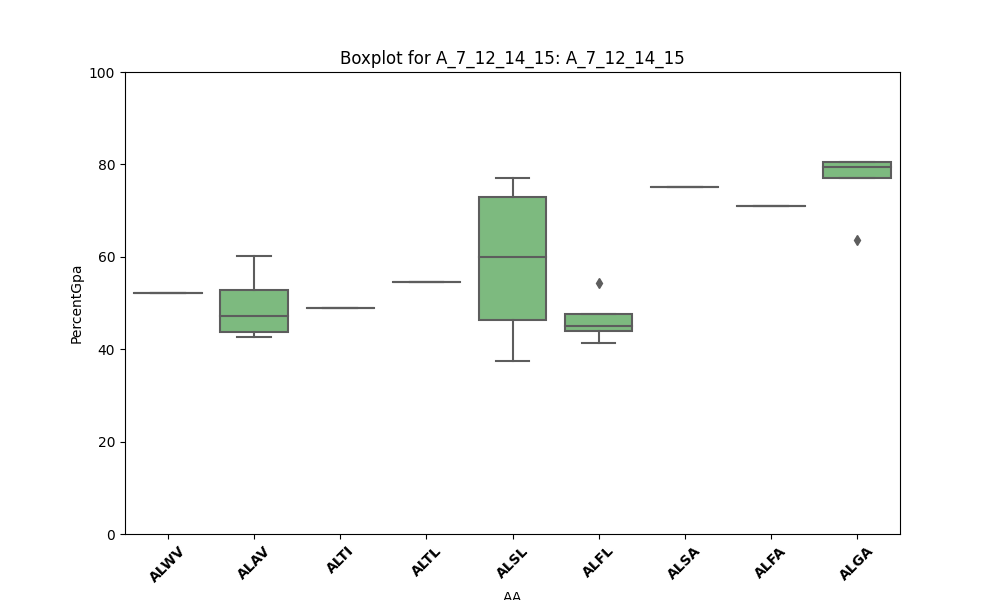 Boxplot for A_7_12_14_15: A_7_12_14_15
100
80
60
40
20
0
PercentGpa
ALWV
ALAV
ALTI
ALTL
ALSL
ALFL
ALSA
ALFA
ALGA
AA